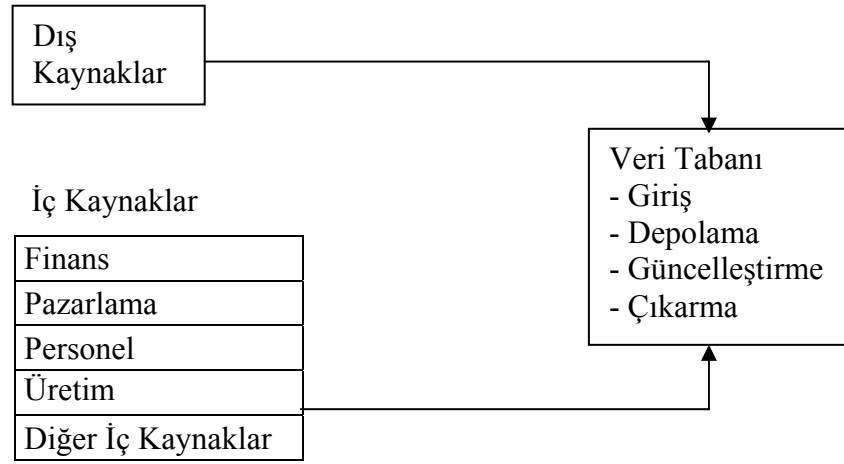 Dış
Kaynaklar
Veri Tabanı
- Giriş
- Depolama
- Güncelleştirme
- Çıkarma
İç Kaynaklar
Finans
Pazarlama
Personel
Üretim
Diğer İç Kaynaklar